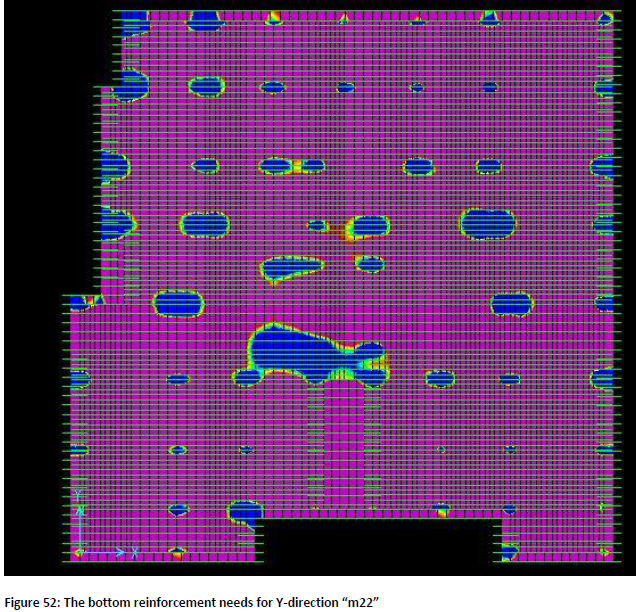 Y
X
Figure 52: The bottom reinforcement needs for Y-direction “m22”